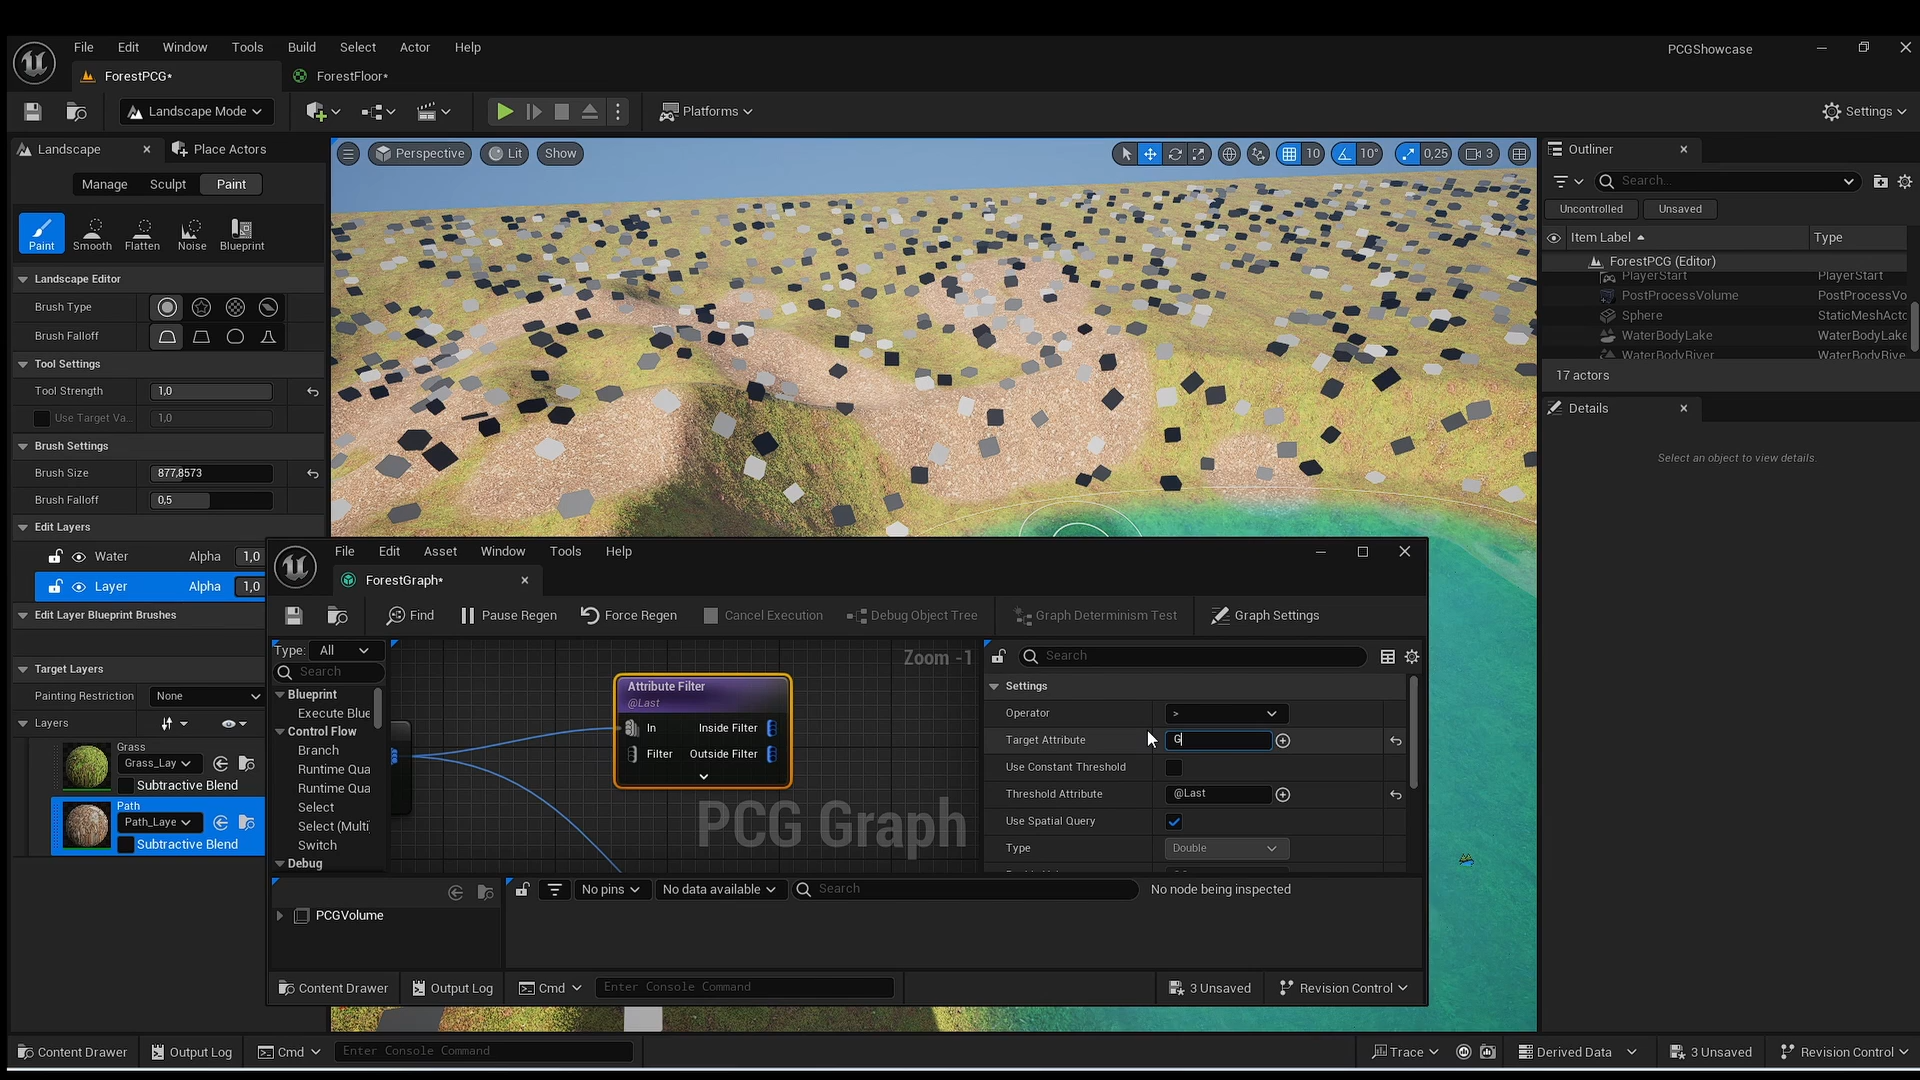 File Edit Window Tools Build Select Actor Help
PCGShowcase
ForestPCG*
ForestFloor*
Landscape Mode
Platforms
Settings
Landscape
Place Actors
Manage Sculpt Paint
Paint Smooth Flatten Noise Blueprint
Landscape Editor
Brush Type
Brush Falloff
Tool Settings
Tool Strength 1,0
Use Target Va... 1,0
Brush Settings
Brush Size 877,8573
Brush Falloff 0,5
Edit Layers
Water Alpha 1,0
Layer Alpha 1,0
Edit Layer Blueprint Brushes
Target Layers
Painting Restriction None
Layers
Grass
Grass_Lay
Subtractive Blend
Path
Path_Laye
Subtractive Blend
Perspective Lit Show
10 10° 0,25 3
Outliner
Search...
Uncontrolled Unsaved
Item Label Type
ForestPCG (Editor)
PlayerStart PlayerStart
PostProcessVolume PostProcessVo
Sphere StaticMeshActo
WaterBodyLake WaterBodyLake
WaterBodyRiver WaterBodyRive
17 actors
Details
Select an object to view details.
File Edit Asset Window Tools Help
ForestGraph*
Find Pause Regen Force Regen Cancel Execution Debug Object Tree Graph Determinism Test Graph Settings
Type: All
Search
Blueprint
Execute Blue
Control Flow
Branch
Runtime Qua
Runtime Qua
Select
Select (Multi
Switch
Debug
Zoom -1
Attribute Filter
@Last
In Inside Filter
Filter Outside Filter
PCG Graph
Search
Settings
Operator >
Target Attribute G
Use Constant Threshold
Threshold Attribute @Last
Use Spatial Query
Type Double
PCGVolume
No pins No data available Search No node being inspected
Content Drawer Output Log Cmd Enter Console Command
3 Unsaved Revision Control
Content Drawer Output Log Cmd Enter Console Command
Trace Derived Data 3 Unsaved Revision Control